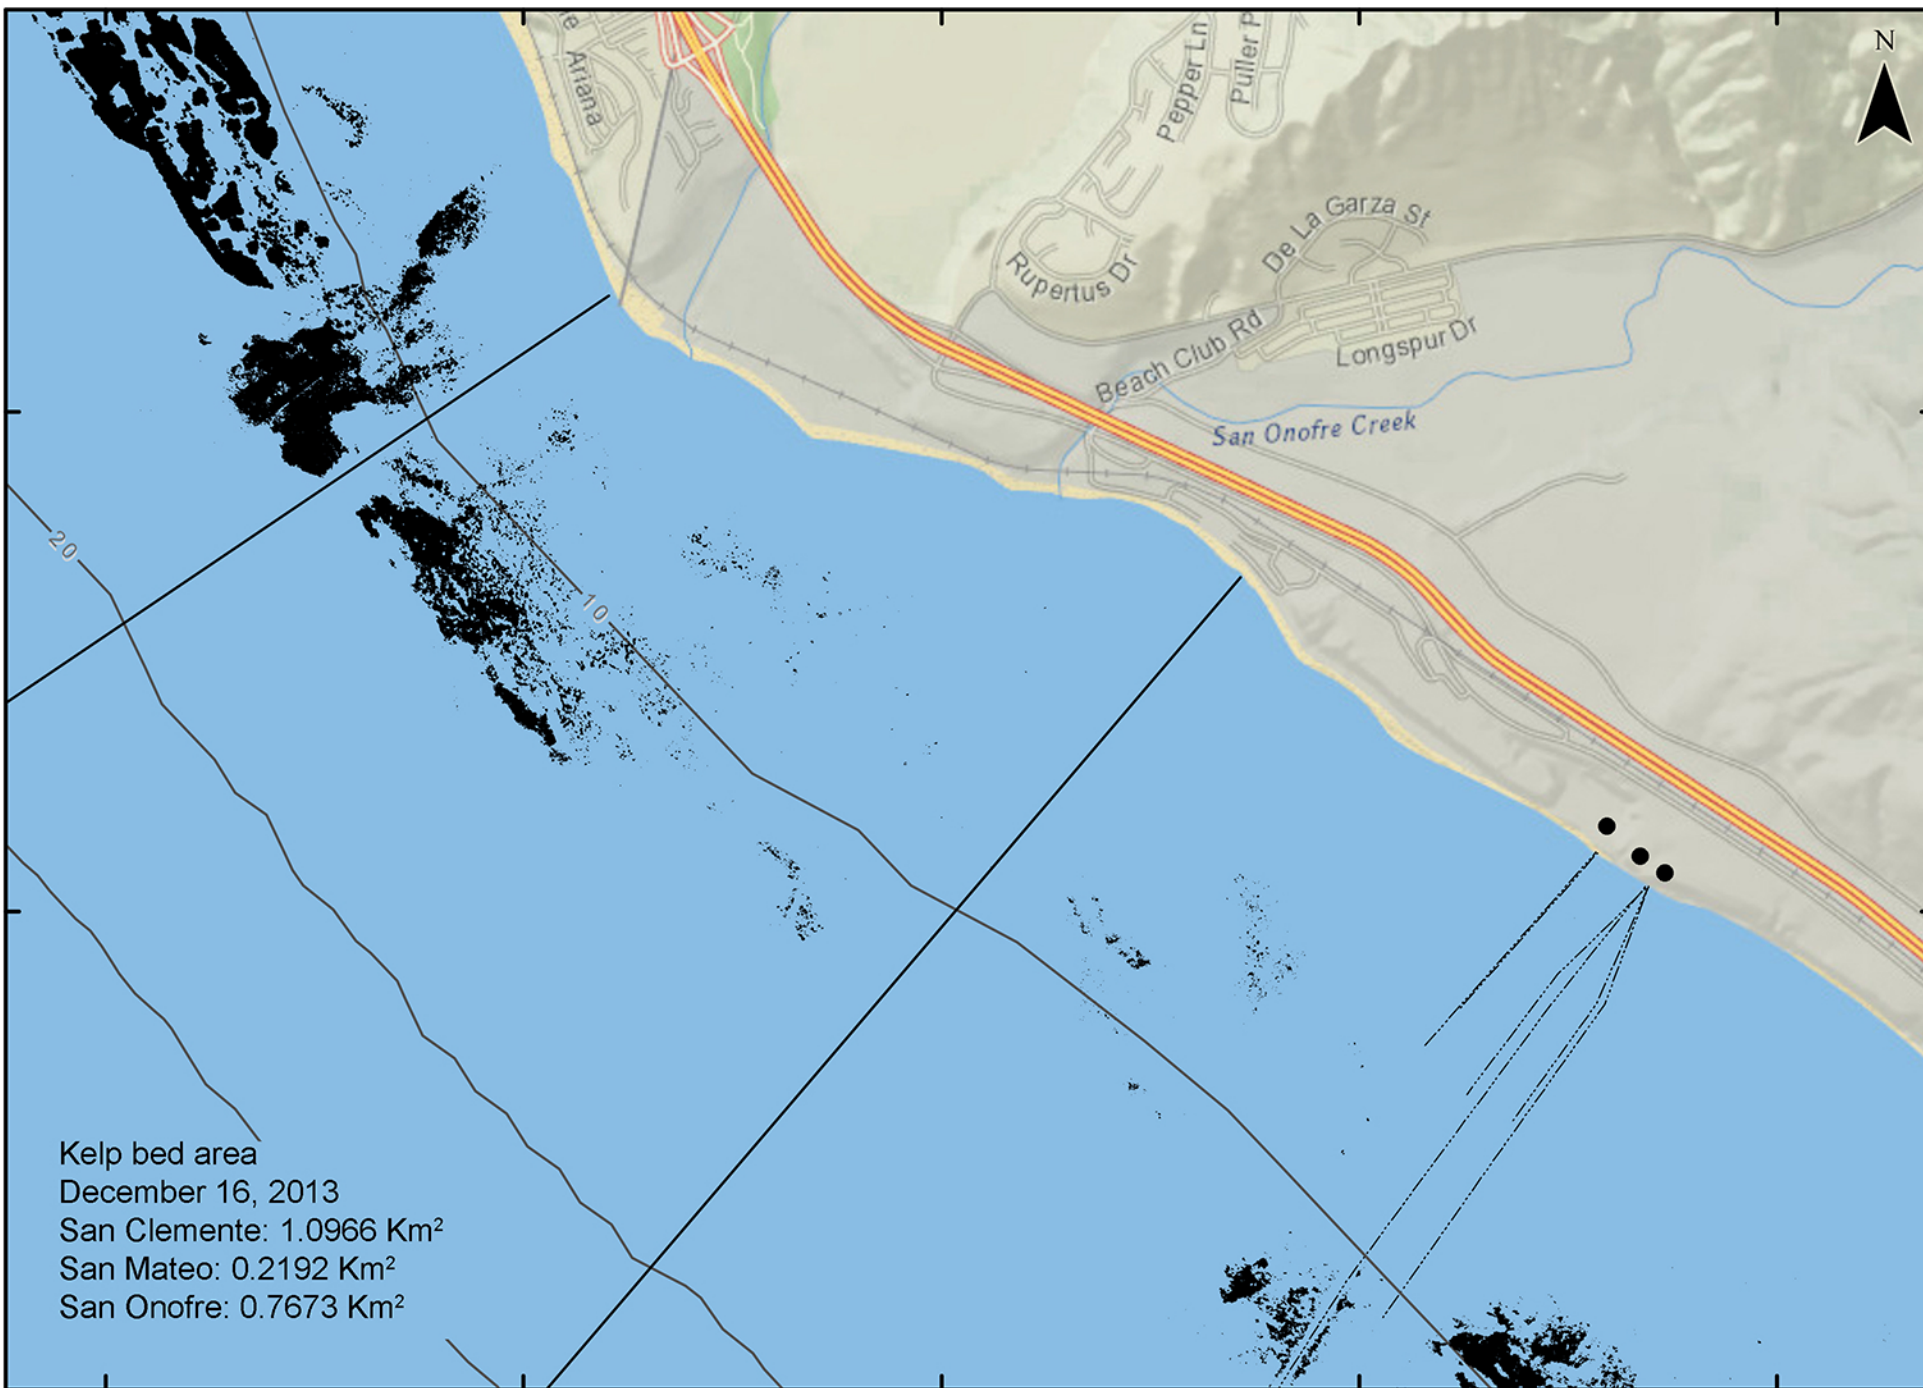 Ariana
Pepper Ln
Puller P
N
De La Garza St
Rupertus Dr
Beach Club Rd
Longspur Dr
San Onofre Creek
20
10
Kelp bed area
December 16, 2013
San Clemente: 1.0966 Km²
San Mateo: 0.2192 Km²
San Onofre: 0.7673 Km²